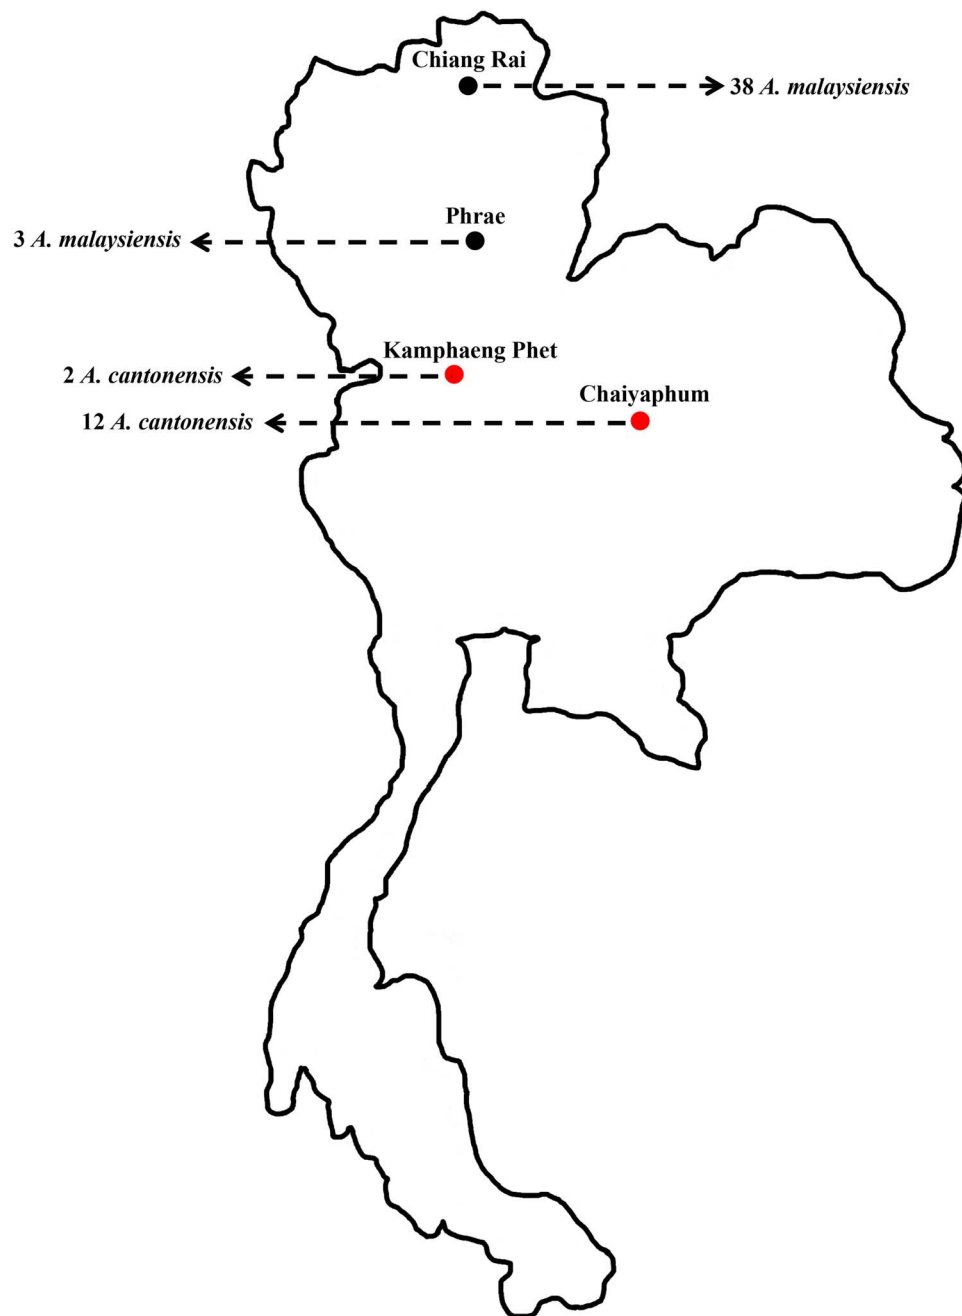 Chiang Rai
38 A. malaysiensis
Phrae
3 A. malaysiensis
Kamphaeng Phet
2 A. cantonensis
Chaiyaphum
12 A. cantonensis